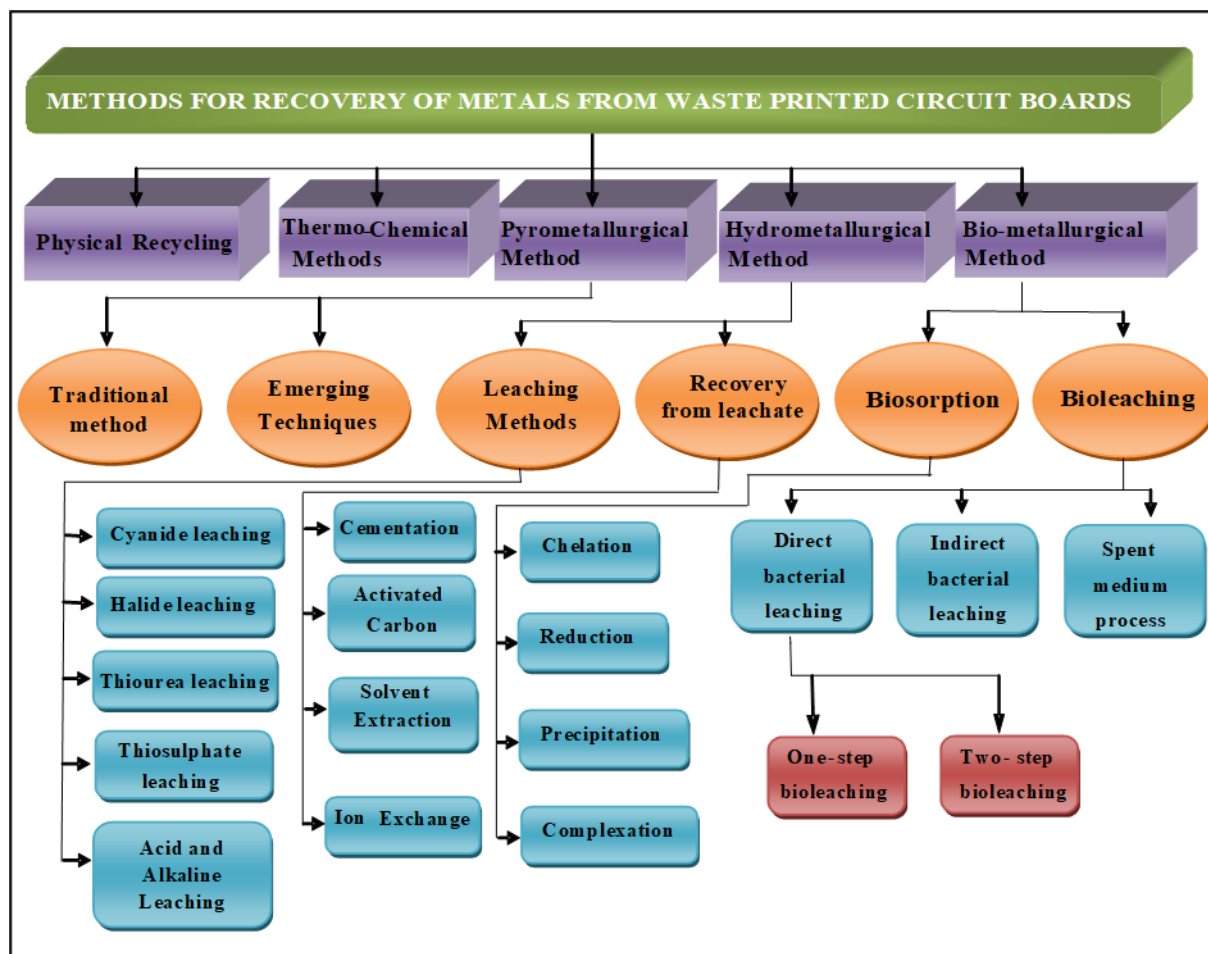 METHODS FOR RECOVERY OF METALS FROM WASTE PRINTED CIRCUIT BOARDS
Physical Recycling
Thermo-Chemical
Methods
Pyrometallurgical
Method
Hydrometallurgical
Method
Bio-metallurgical
Method
Traditional
method
Emerging
Techniques
Leaching
Methods
Recovery
from leachate
Biosorption
Bioleaching
Cyanide leaching
Halide leaching
Thiourea leaching
Thiosulphate
leaching
Acid and
Alkaline
Leaching
Cementation
Activated
Carbon
Solvent
Extraction
Ion Exchange
Chelation
Reduction
Precipitation
Complexation
Direct
bacterial
leaching
Indirect
bacterial
leaching
Spent
medium
process
One-step
bioleaching
Two- step
bioleaching